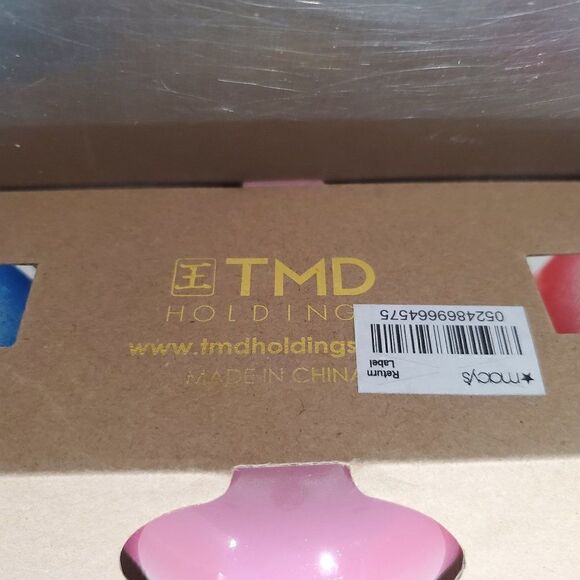 王 TMD
HOLDING
www.tmdholdings
MADE IN CHINA
★macy's
Return
Label
0524869664575